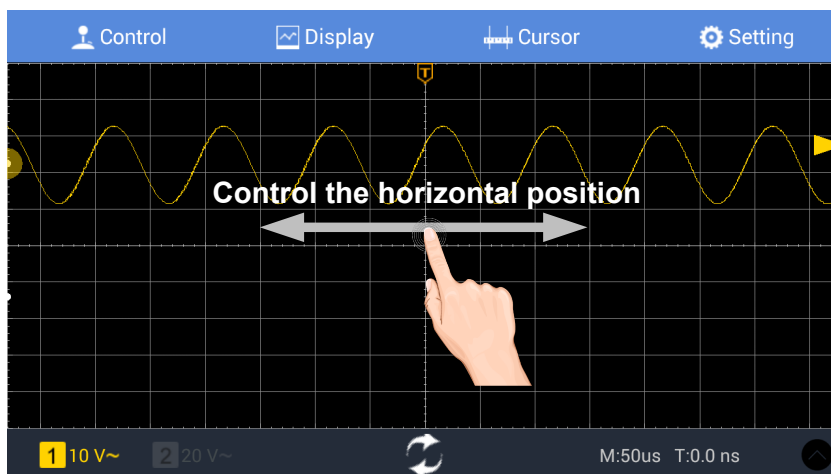 Control Display Cursor Setting
T
Control the horizontal position
1 10 V~ 2 20 V~ M:50us T:0.0 ns